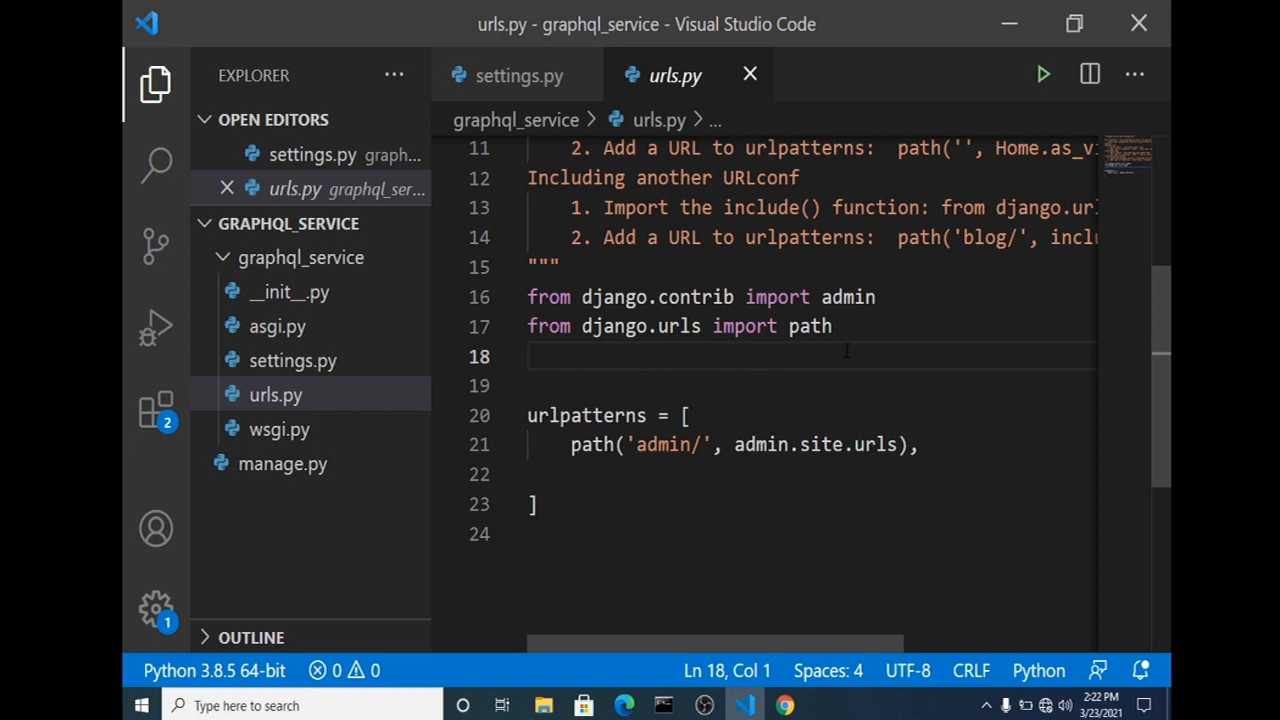 urls.py - graphql_service - Visual Studio Code
EXPLORER
settings.py
urls.py
OPEN EDITORS
graphql_service > urls.py > ...
settings.py graph...
urls.py graphql_ser...
GRAPHQL_SERVICE
graphql_service
__init__.py
asgi.py
settings.py
urls.py
wsgi.py
manage.py
OUTLINE
11 2. Add a URL to urlpatterns:  path('', Home.as_vi
12 Including another URLconf
13 1. Import the include() function: from django.url
14 2. Add a URL to urlpatterns:  path('blog/', inclu
15 """
16 from django.contrib import admin
17 from django.urls import path
18
19
20 urlpatterns = [
21 path('admin/', admin.site.urls),
22
23 ]
24
2
1
Python 3.8.5 64-bit
0 0
Ln 18, Col 1
Spaces: 4
UTF-8
CRLF
Python
Type here to search
2:22 PM
3/23/2021